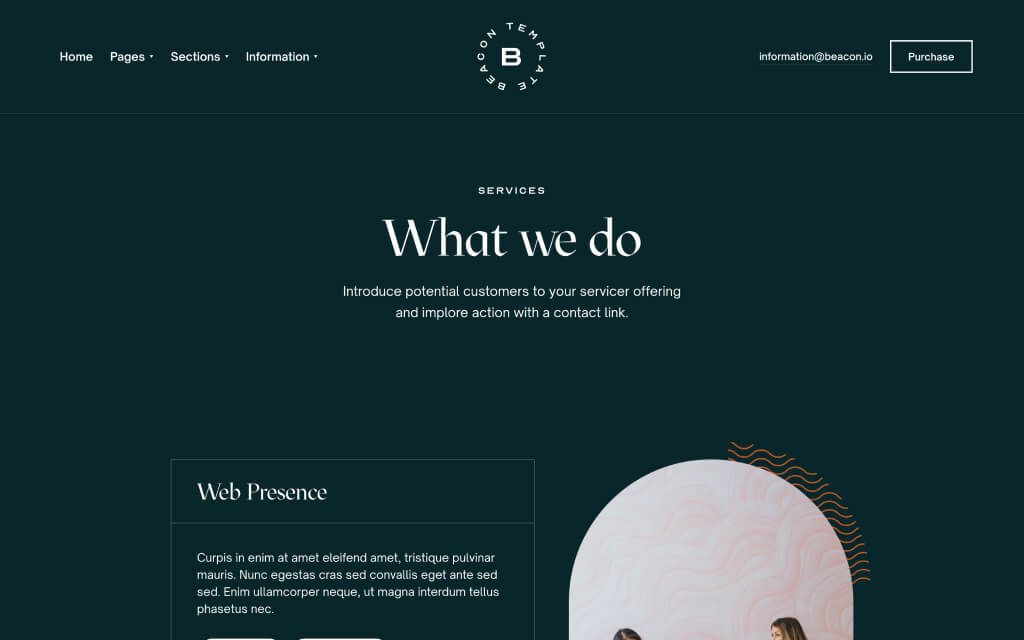 Home Pages Sections Information
BEACON TEMPLATE
B
information@beacon.io
Purchase
SERVICES
What we do
Introduce potential customers to your servicer offering
and implore action with a contact link.
Web Presence
Curpis in enim at amet eleifend amet, tristique pulvinar
mauris. Nunc egestas cras sed convallis eget ante sed
sed. Enim ullamcorper neque, ut magna interdum tellus
phasetus nec.